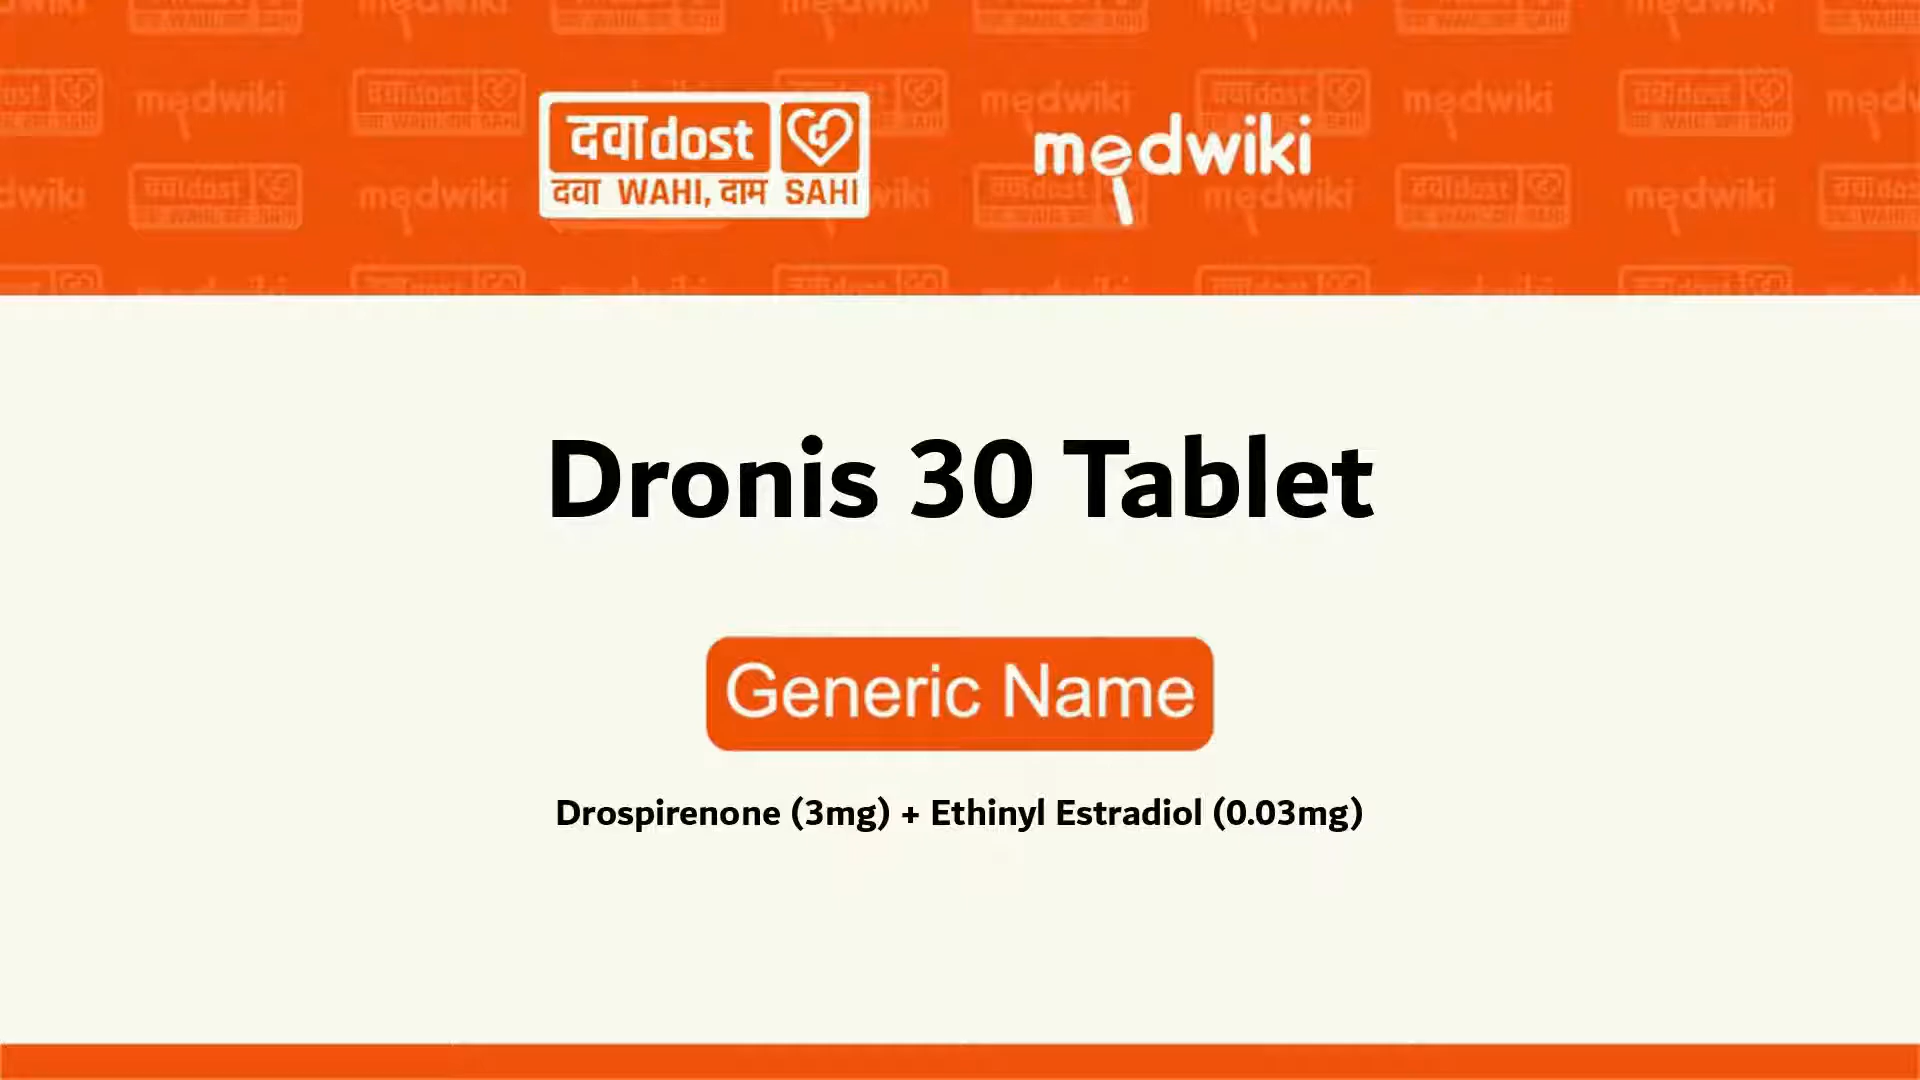 दवाdost
दवा WAHI, दाम SAHI
medwiki
Dronis 30 Tablet
Generic Name
Drospirenone (3mg) + Ethinyl Estradiol (0.03mg)